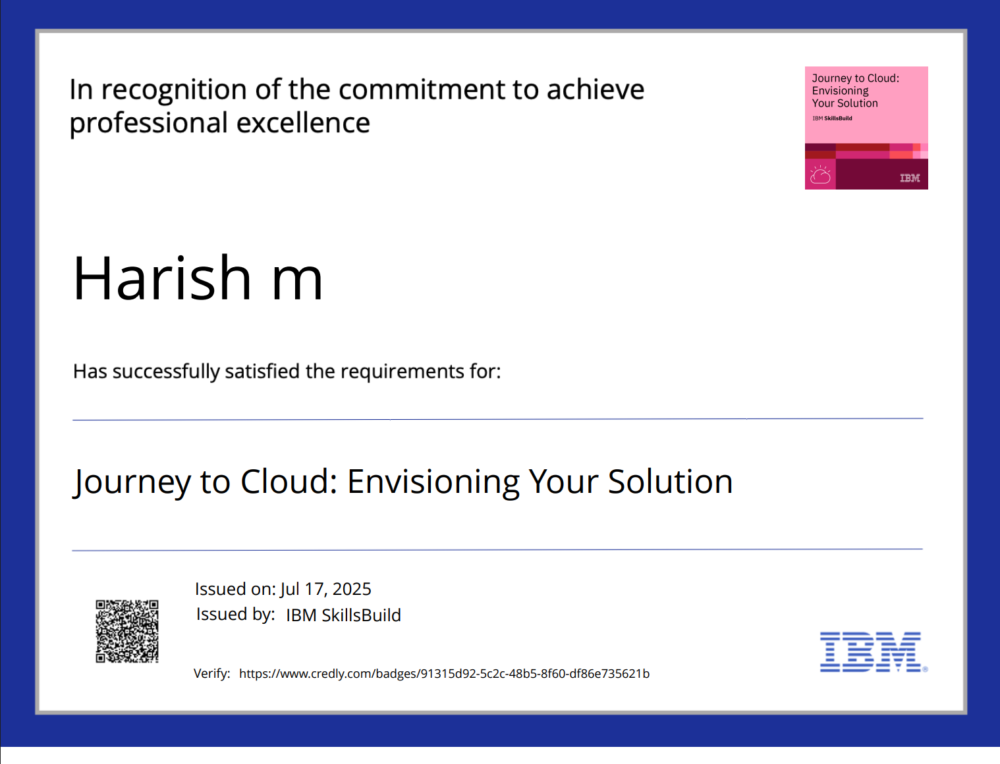 In recognition of the commitment to achieve
professional excellence
Journey to Cloud:
Envisioning
Your Solution
IBM SkillsBuild
IBM
Harish m
Has successfully satisfied the requirements for:
Journey to Cloud: Envisioning Your Solution
Issued on: Jul 17, 2025
Issued by: IBM SkillsBuild
Verify: https://www.credly.com/badges/91315d92-5c2c-48b5-8f60-df86e735621b
IBM®